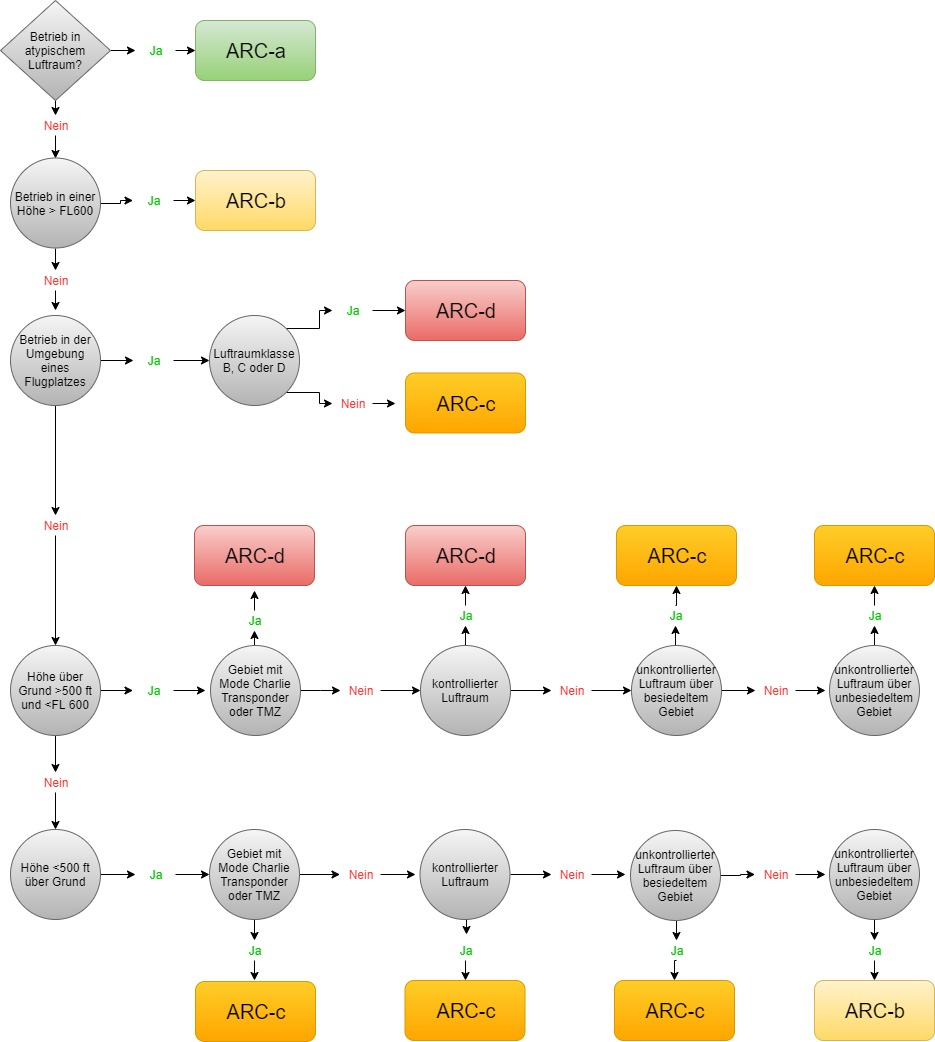 Betrieb in
atypischem
Luftraum?
Ja
ARC-a
Nein
Betrieb in einer
Höhe > FL600
Ja
ARC-b
Nein
Betrieb in der
Umgebung
eines
Flugplatzes
Ja
Luftraumklasse
B, C oder D
Ja
ARC-d
Nein
ARC-c
Nein
ARC-d
ARC-d
ARC-c
ARC-c
Ja
Ja
Ja
Ja
Höhe über
Grund >500 ft
und <FL 600
Ja
Gebiet mit
Mode Charlie
Transponder
oder TMZ
Nein
kontrollierter
Luftraum
Nein
unkontrollierter
Luftraum über
besiedeltem
Gebiet
Nein
unkontrollierter
Luftraum über
unbesiedeltem
Gebiet
Nein
Höhe <500 ft
über Grund
Ja
Gebiet mit
Mode Charlie
Transponder
oder TMZ
Nein
kontrollierter
Luftraum
Nein
unkontrollierter
Luftraum über
besiedeltem
Gebiet
Nein
unkontrollierter
Luftraum über
unbesiedeltem
Gebiet
Ja
Ja
Ja
Ja
ARC-c
ARC-c
ARC-c
ARC-b